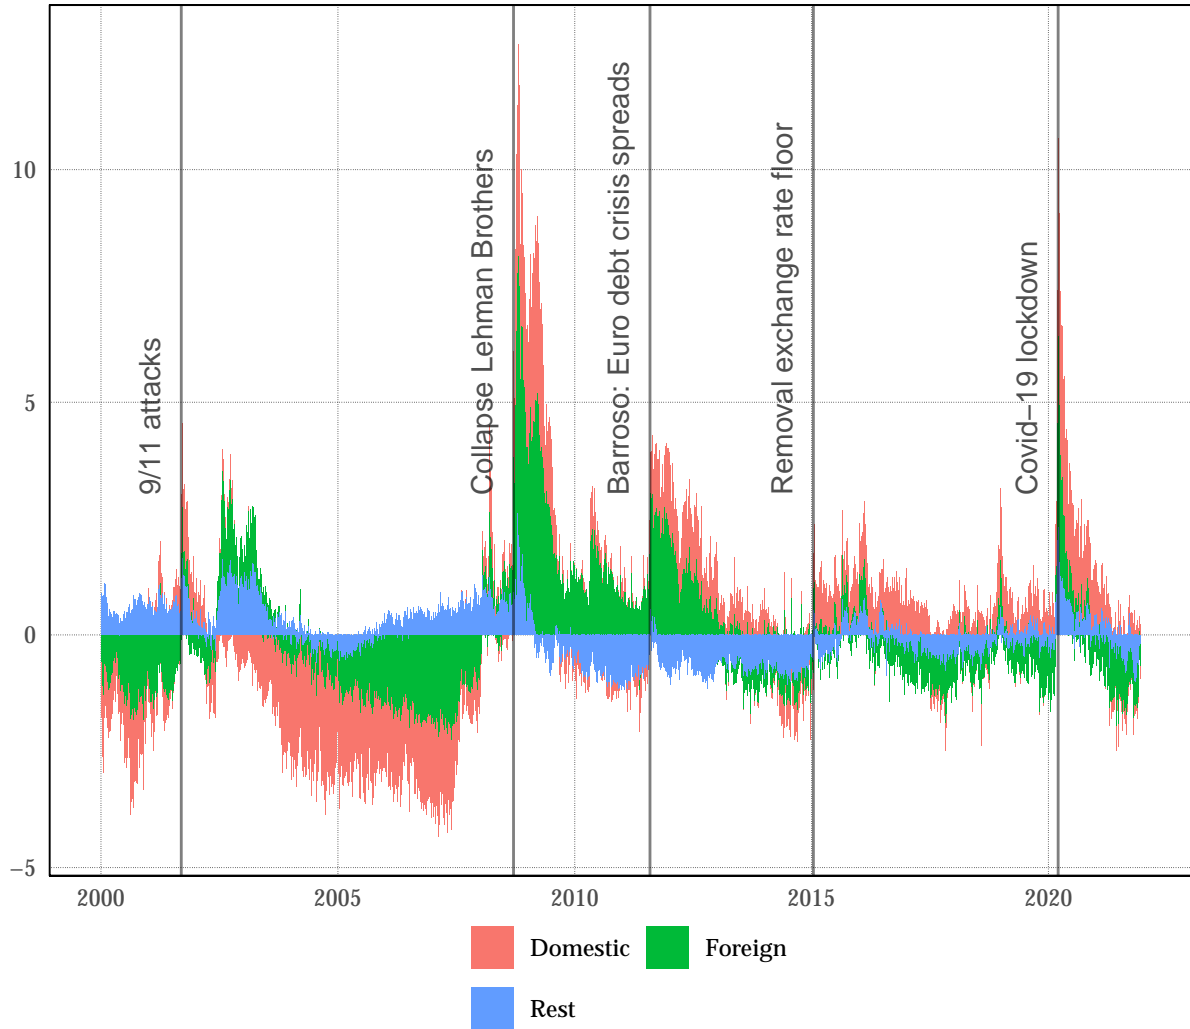 10
5
0
−5
9/11 attacks
Collapse Lehman Brothers
Barroso: Euro debt crisis spreads
Removal exchange rate floor
Covid−19 lockdown
2000
2005
2010
2015
2020
Domestic
Foreign
Rest